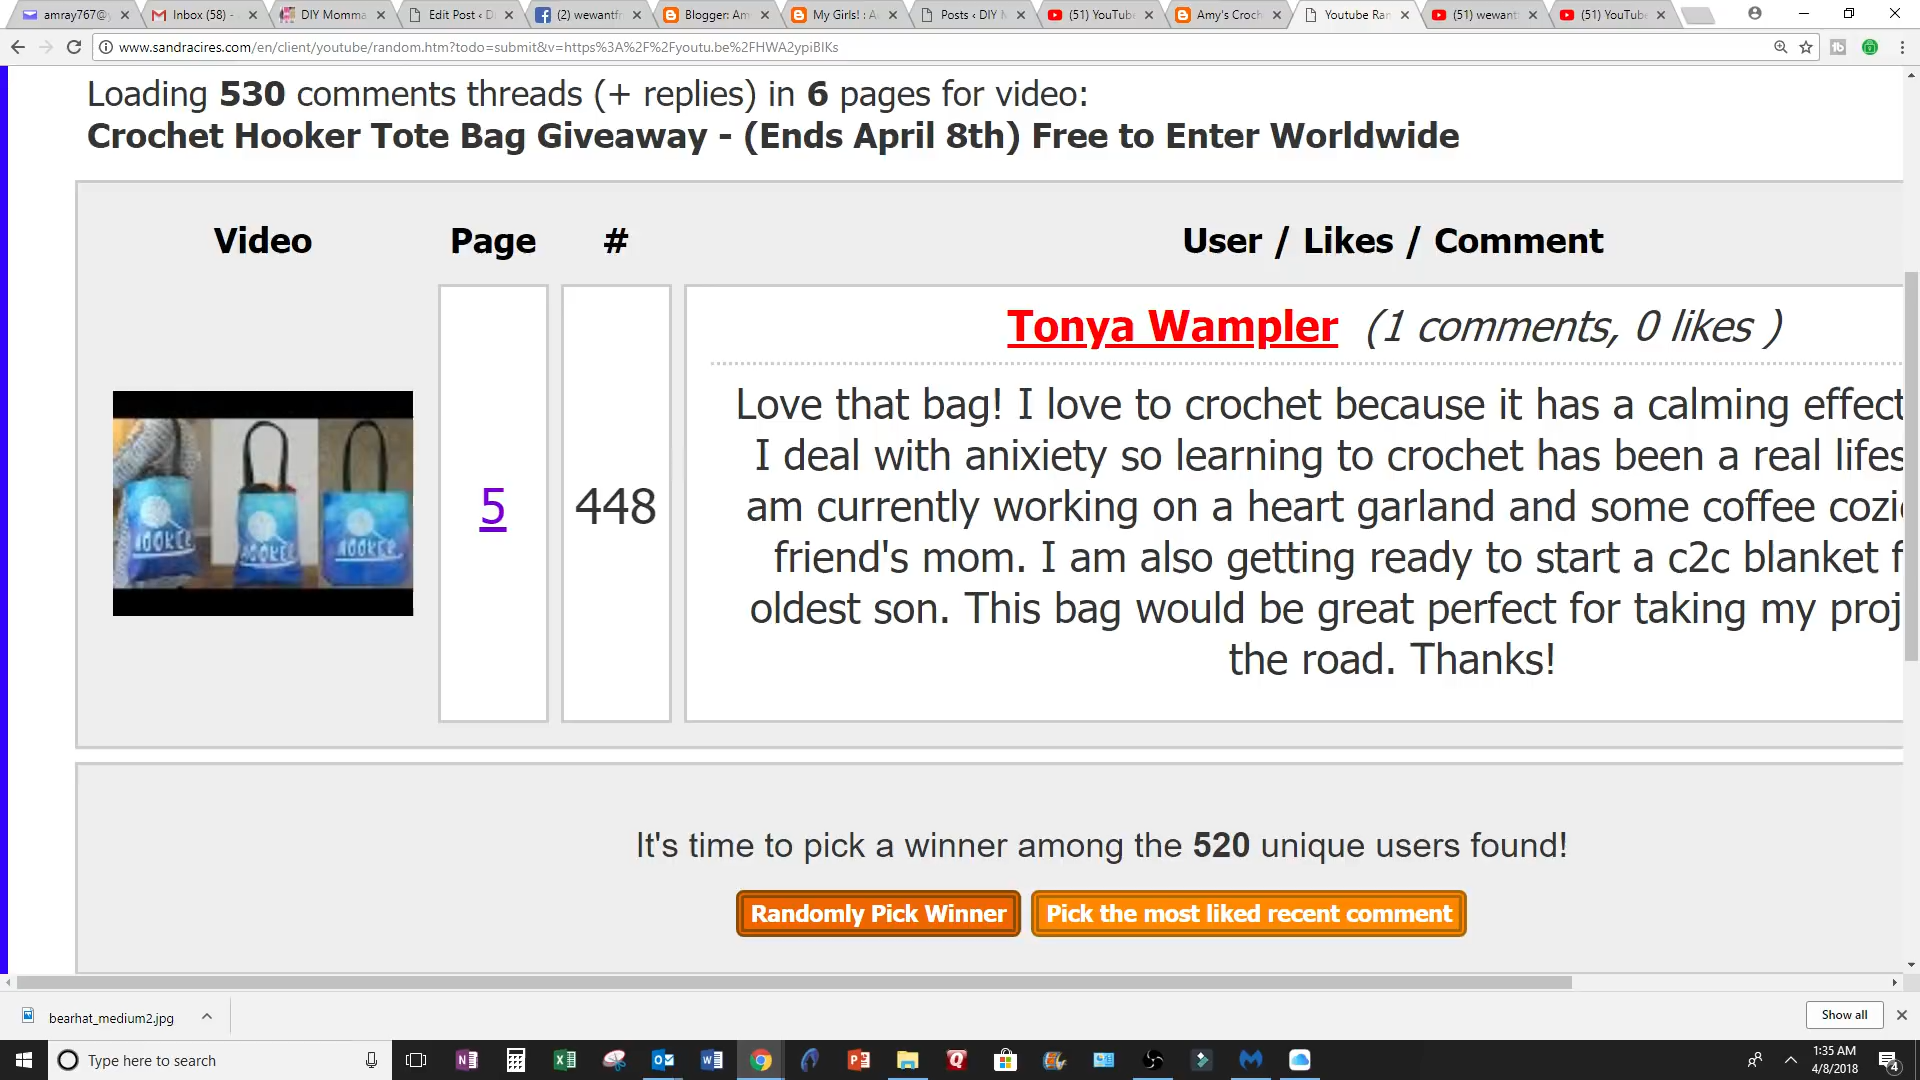 amray767@
Inbox (58) -
DIY Momma
Edit Post ‹ D
(2) wewantfr
Blogger: Am
My Girls! : A
Posts ‹ DIY M
(51) YouTube
Amy's Croch
Youtube Ran
(51) wewant
(51) YouTube
www.sandracires.com/en/client/youtube/random.htm?todo=submit&v=https%3A%2F%2Fyoutu.be%2FHWA2ypiBIKs
Loading 530 comments threads (+ replies) in 6 pages for video:
Crochet Hooker Tote Bag Giveaway - (Ends April 8th) Free to Enter Worldwide
Video Page # User / Likes / Comment
Tonya Wampler (1 comments, 0 likes )
Love that bag! I love to crochet because it has a calming effect
I deal with anixiety so learning to crochet has been a real lifes
am currently working on a heart garland and some coffee cozi
friend's mom. I am also getting ready to start a c2c blanket f
oldest son. This bag would be great perfect for taking my proj
the road. Thanks!
5 448
HOOKER HOOKER HOOKER
It's time to pick a winner among the 520 unique users found!
Randomly Pick Winner Pick the most liked recent comment
bearhat_medium2.jpg
Show all
Type here to search
1:35 AM
4/8/2018
4